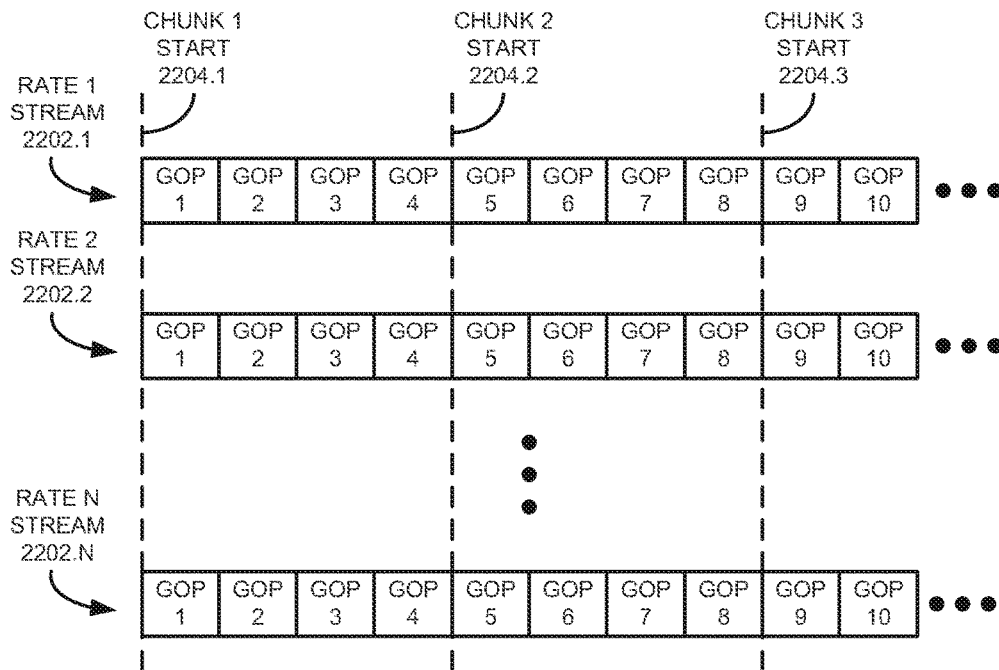 CHUNK 1
START
2204.1
CHUNK 2
START
2204.2
CHUNK 3
START
2204.3
RATE 1
STREAM
2202.1
GOP GOP GOP GOP GOP GOP GOP GOP GOP GOP
1 2 3 4 5 6 7 8 9 10
RATE 2
STREAM
2202.2
GOP GOP GOP GOP GOP GOP GOP GOP GOP GOP
1 2 3 4 5 6 7 8 9 10
RATE N
STREAM
2202.N
GOP GOP GOP GOP GOP GOP GOP GOP GOP GOP
1 2 3 4 5 6 7 8 9 10